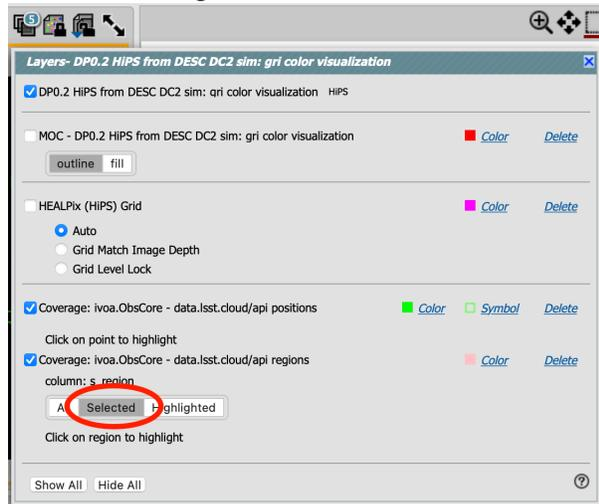 5
Layers- DP0.2 HiPS from DESC DC2 sim: gri color visualization
DP0.2 HiPS from DESC DC2 sim: gri color visualization HiPS
MOC - DP0.2 HiPS from DESC DC2 sim: gri color visualization Color Delete
outline fill
HEALPix (HiPS) Grid Color Delete
Auto
Grid Match Image Depth
Grid Level Lock
Coverage: ivoa.ObsCore - data.lsst.cloud/api positions Color Symbol Delete
Click on point to highlight
Coverage: ivoa.ObsCore - data.lsst.cloud/api regions Color Delete
column: s_region
Selected
Click on region to highlight
Show All Hide All ?